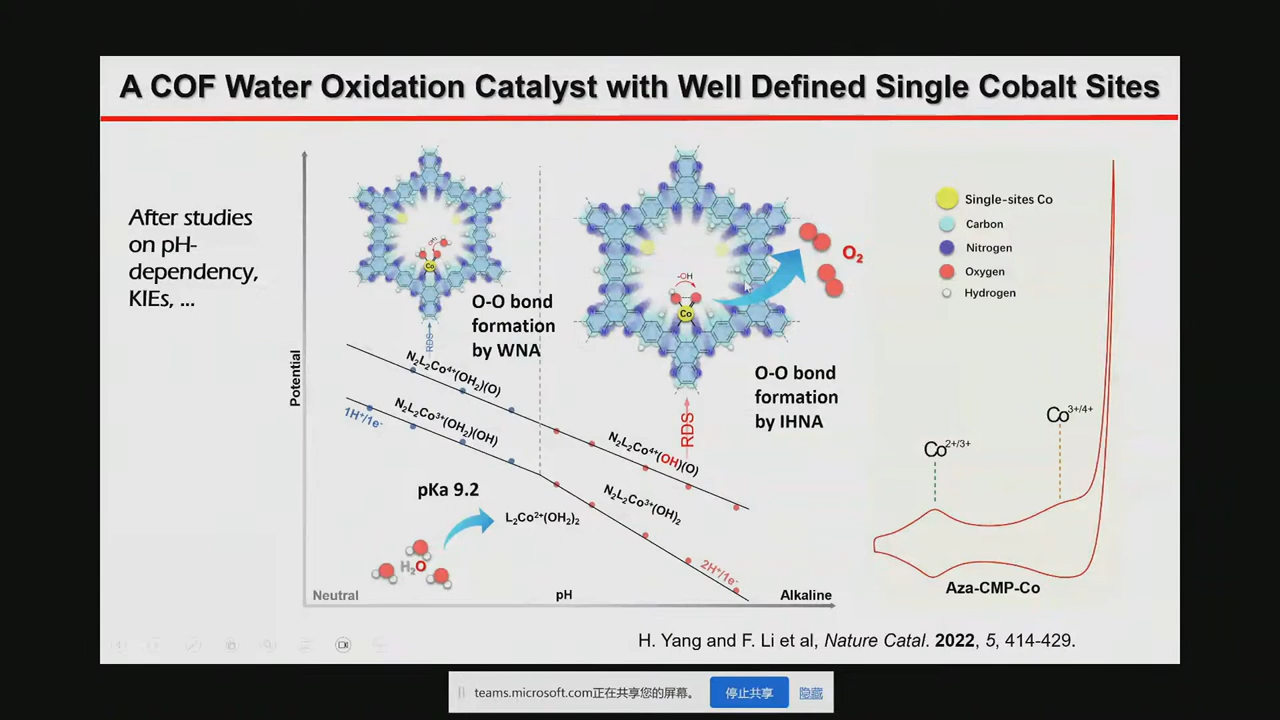 A COF Water Oxidation Catalyst with Well Defined Single Cobalt Sites
After studies
on pH-
dependency,
KIEs, ...
Potential
Co
RDS
O-O bond
formation
by WNA
-OH
Co
O₂
O-O bond
formation
by IHNA
RDS
N₂L₂Co⁴⁺(OH₂)(O)
1H⁺/1e⁻
N₂L₂Co³⁺(OH₂)(OH)
N₂L₂Co⁴⁺(OH)(O)
N₂L₂Co³⁺(OH)₂
pKa 9.2
L₂Co²⁺(OH₂)₂
H₂O
2H⁺/1e⁻
Neutral
pH
Alkaline
Single-sites Co
Carbon
Nitrogen
Oxygen
Hydrogen
Co³⁺/⁴⁺
Co²⁺/³⁺
Aza-CMP-Co
H. Yang and F. Li et al, Nature Catal. 2022, 5, 414-429.
teams.microsoft.com正在共享您的屏幕。
停止共享
隐藏